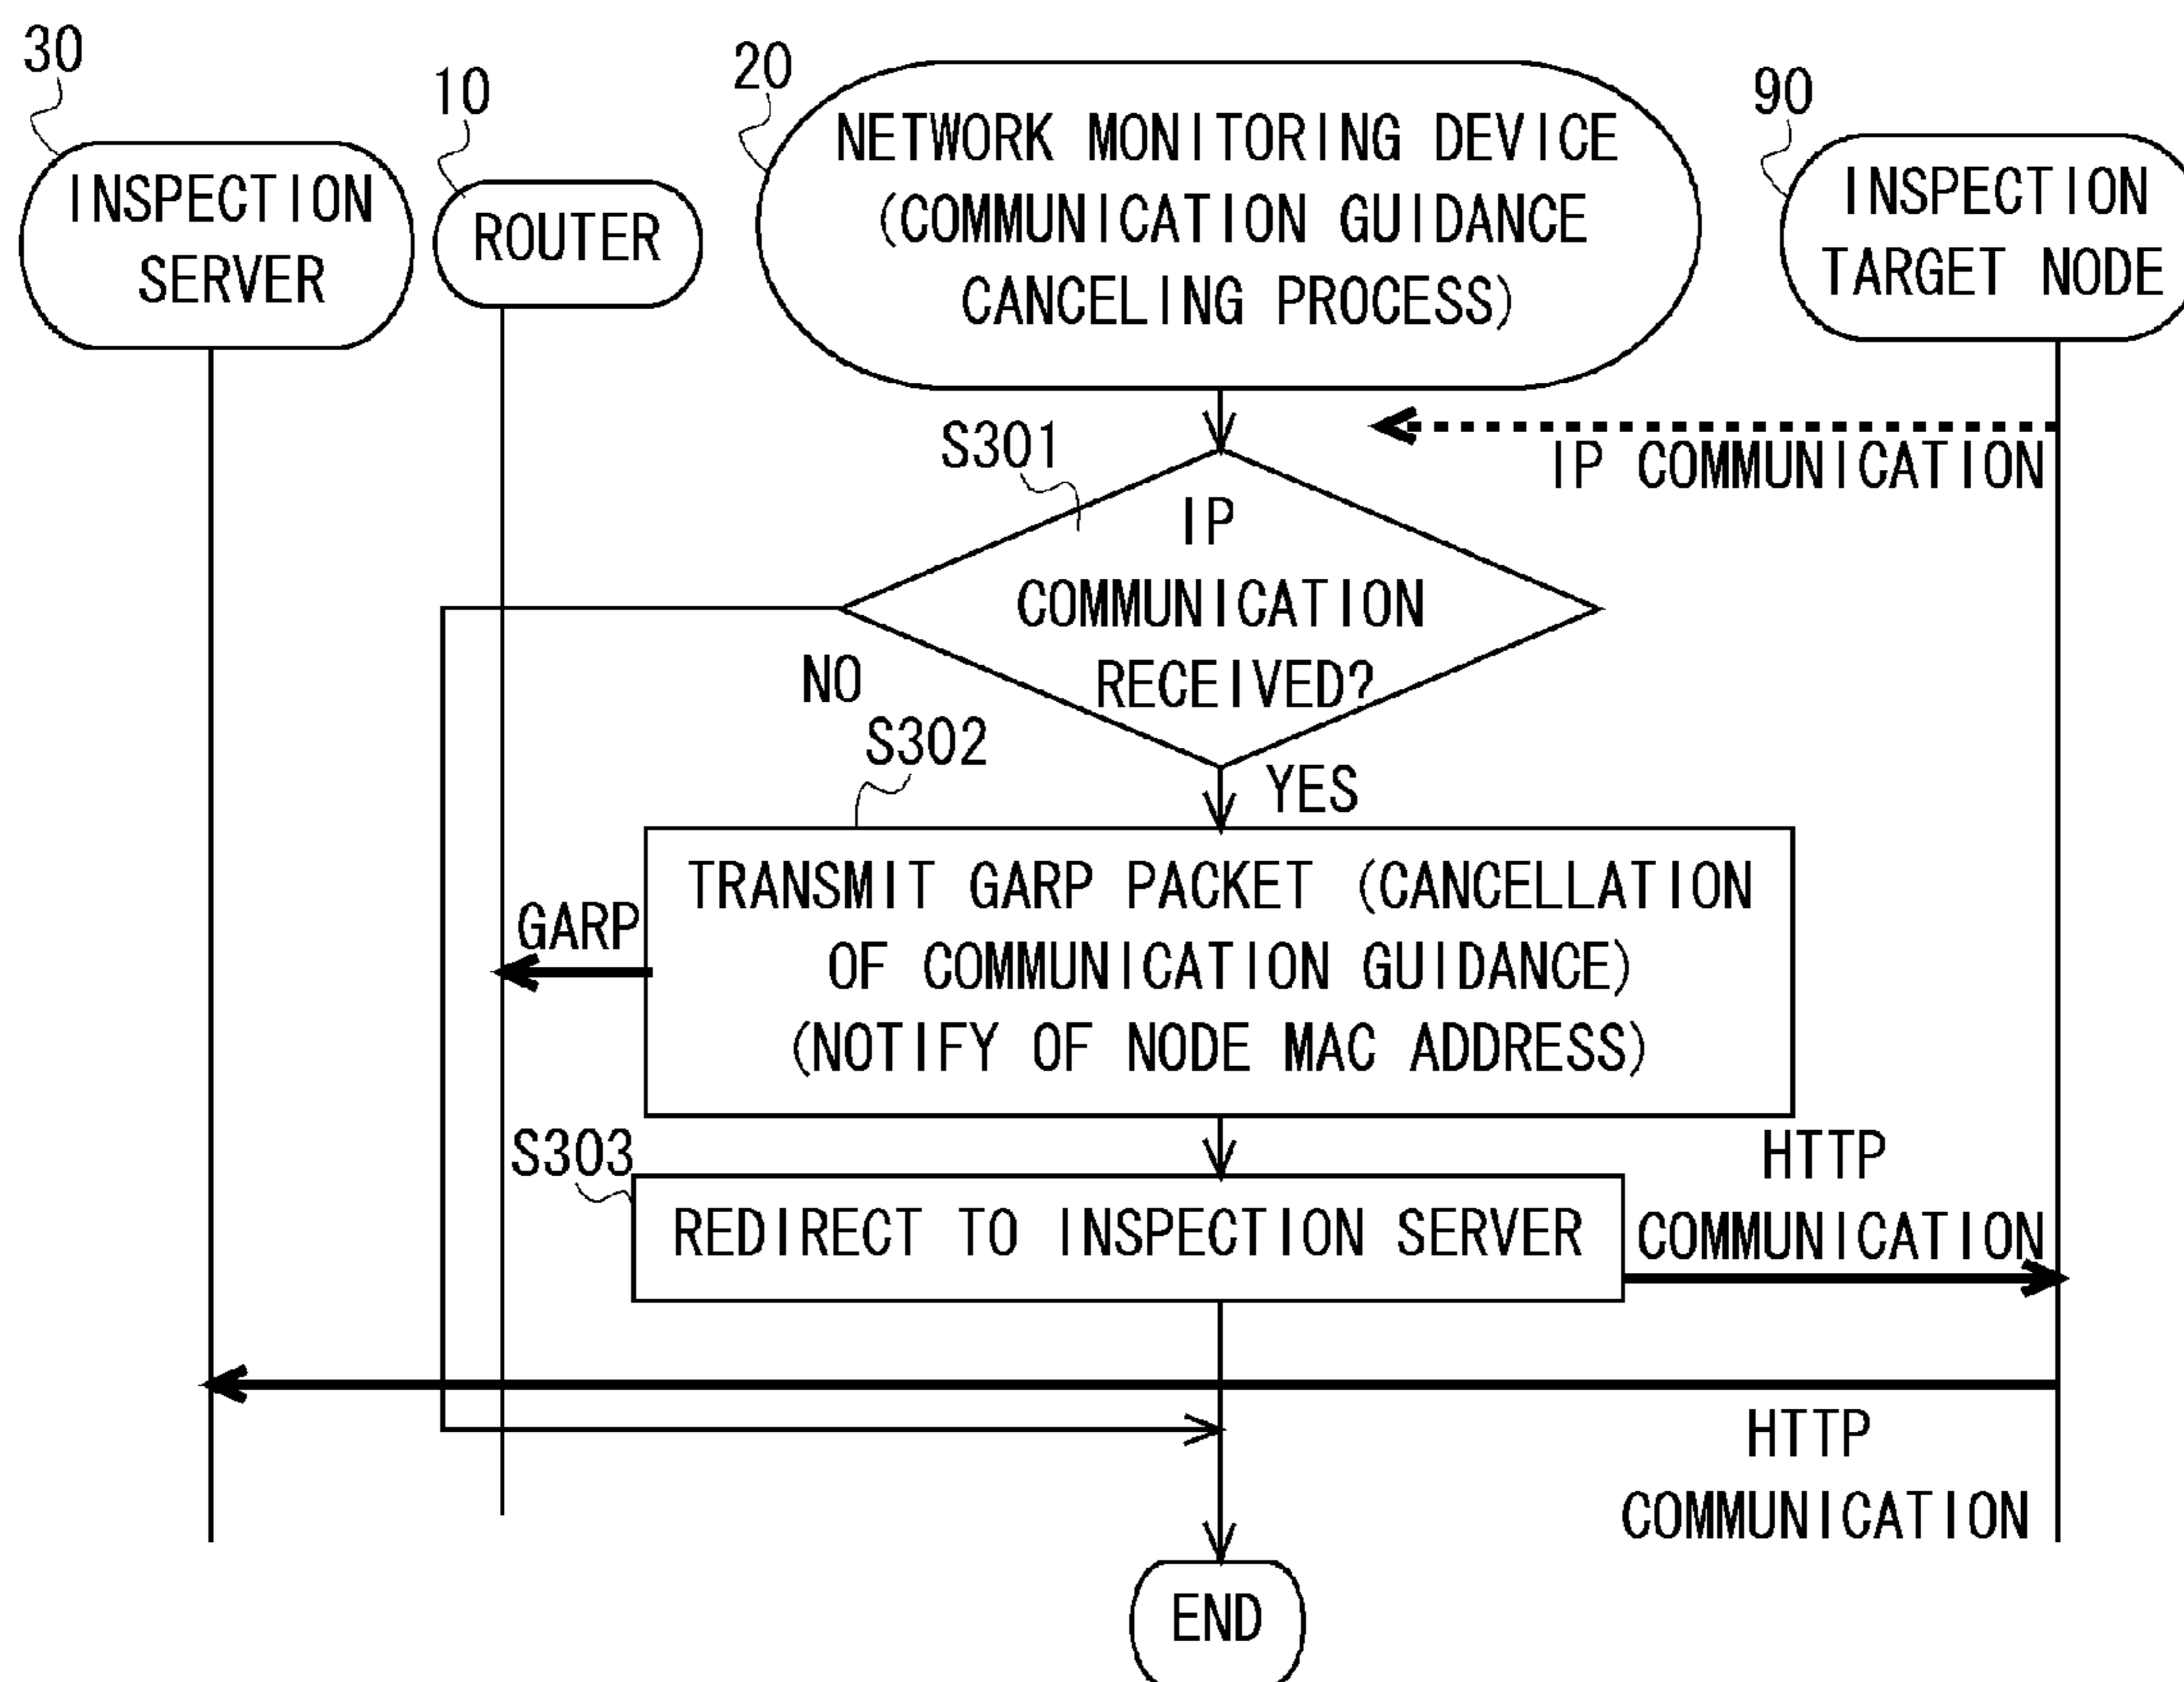 30
10
20
90
INSPECTION
SERVER
ROUTER
NETWORK MONITORING DEVICE
(COMMUNICATION GUIDANCE
CANCELING PROCESS)
INSPECTION
TARGET NODE
IP COMMUNICATION
S301
IP
COMMUNICATION
RECEIVED?
NO
YES
S302
TRANSMIT GARP PACKET (CANCELLATION
OF COMMUNICATION GUIDANCE)
(NOTIFY OF NODE MAC ADDRESS)
GARP
S303
REDIRECT TO INSPECTION SERVER
HTTP
COMMUNICATION
HTTP
COMMUNICATION
END